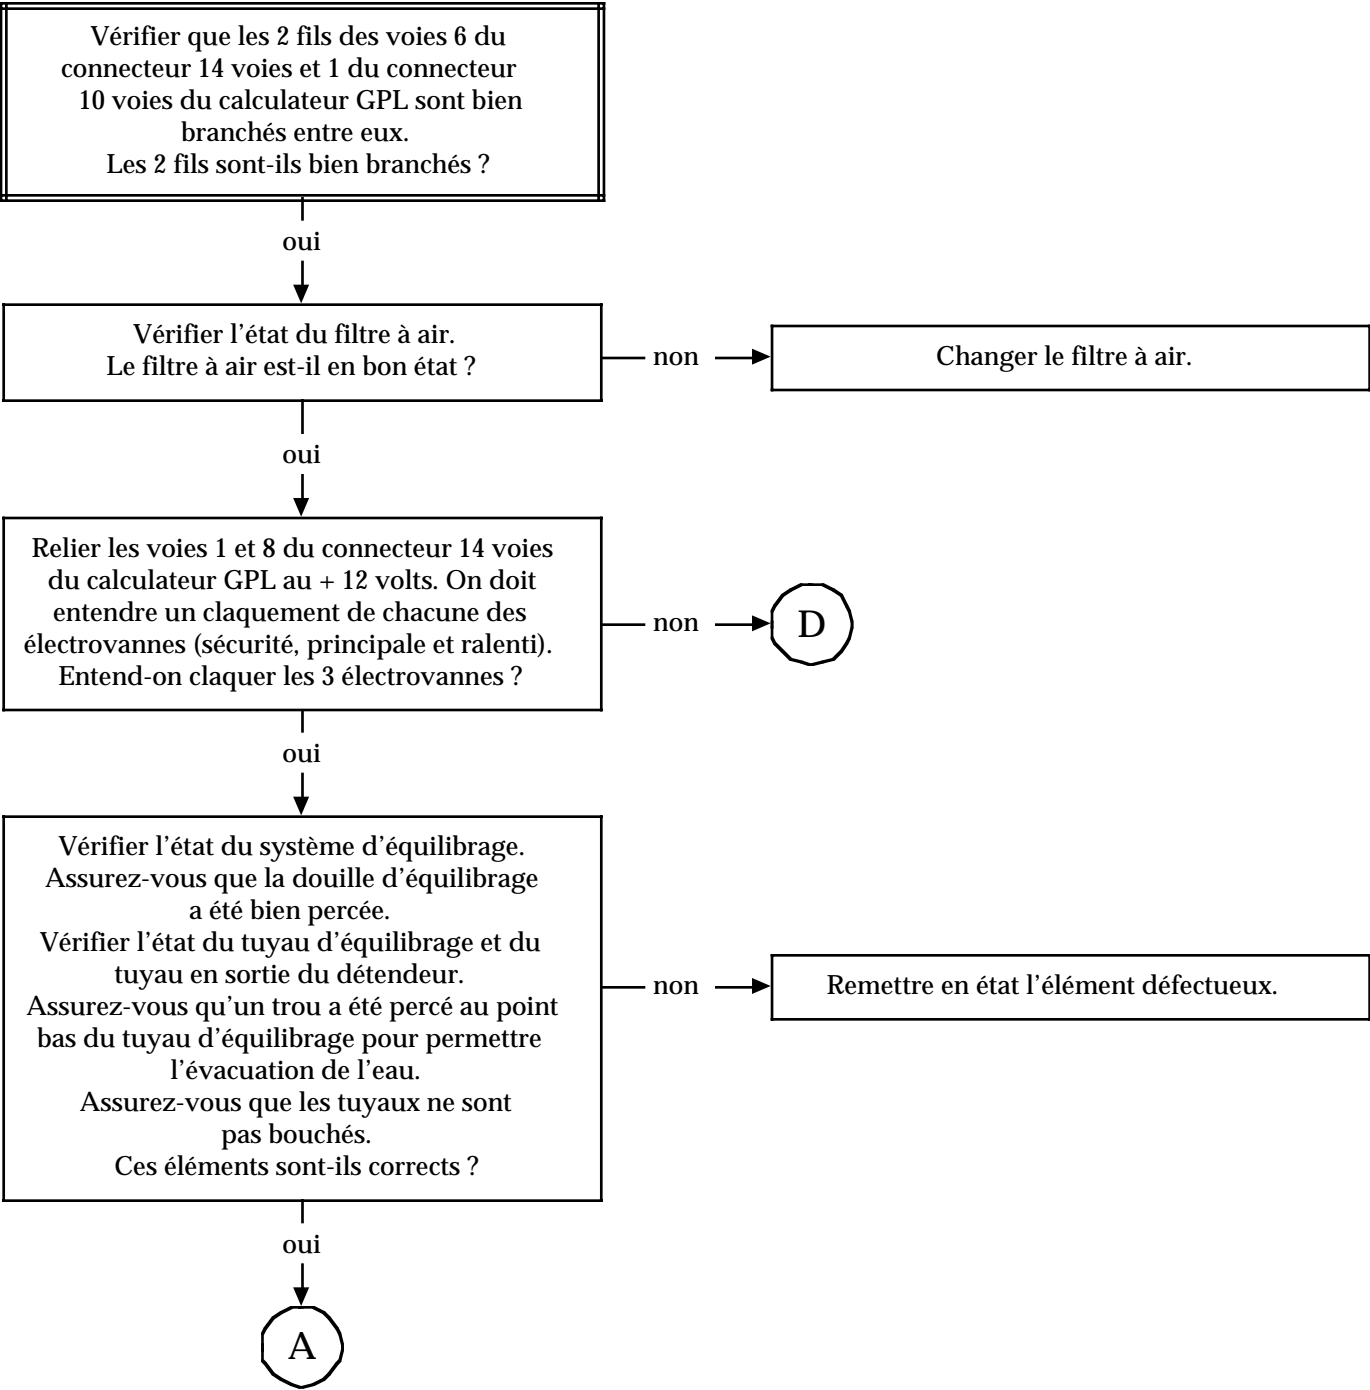 Vérifier que les 2 fils des voies 6 du
connecteur 14 voies et 1 du connecteur
10 voies du calculateur GPL sont bien
branchés entre eux.
Les 2 fils sont-ils bien branchés ?
oui
Vérifier l’état du filtre à air.
Le filtre à air est-il en bon état ?
non
Changer le filtre à air.
oui
Relier les voies 1 et 8 du connecteur 14 voies
du calculateur GPL au + 12 volts. On doit
entendre un claquement de chacune des
électrovannes (sécurité, principale et ralenti).
Entend-on claquer les 3 électrovannes ?
non
D
oui
Vérifier l’état du système d’équilibrage.
Assurez-vous que la douille d’équilibrage
a été bien percée.
Vérifier l’état du tuyau d’équilibrage et du
tuyau en sortie du détendeur.
Assurez-vous qu’un trou a été percé au point
bas du tuyau d’équilibrage pour permettre
l’évacuation de l’eau.
Assurez-vous que les tuyaux ne sont
pas bouchés.
Ces éléments sont-ils corrects ?
non
Remettre en état l’élément défectueux.
oui
A